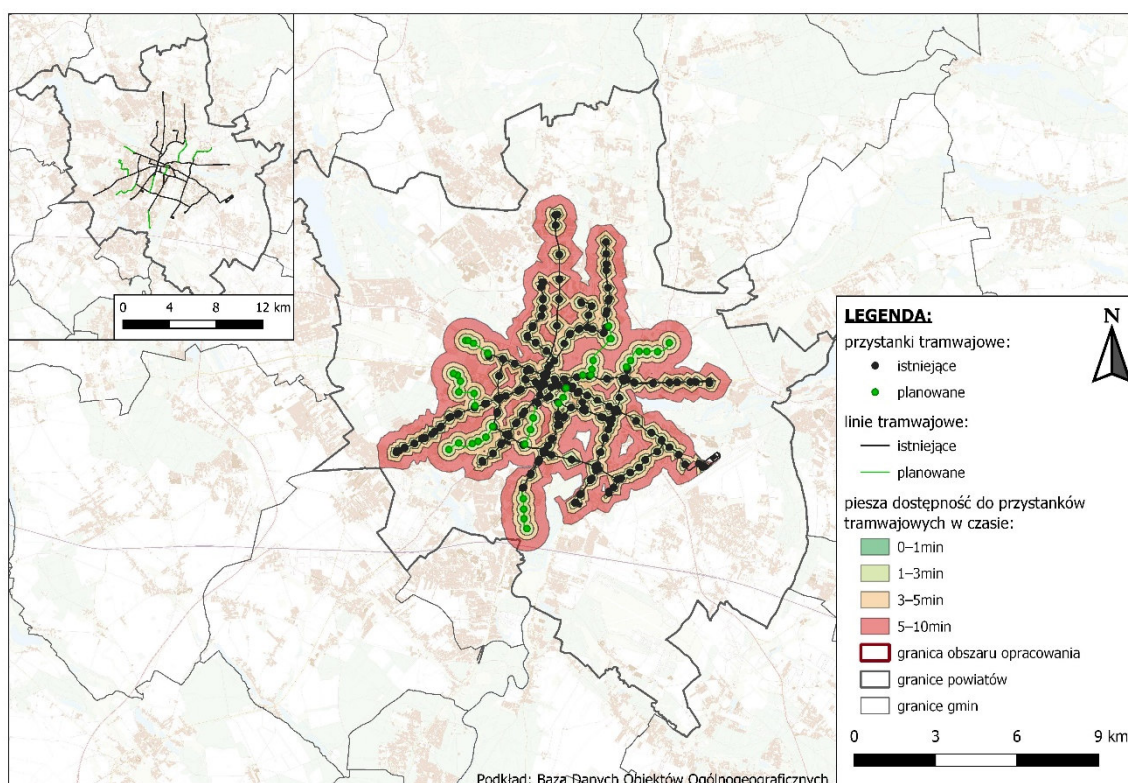 0 4 8 12 km
LEGENDA:
N
przystanki tramwajowe:
istniejące
planowane
linie tramwajowe:
istniejące
planowane
piesza dostępność do przystanków
tramwajowych w czasie:
0–1min
1–3min
3–5min
5–10min
granica obszaru opracowania
granice powiatów
granice gmin
0 3 6 9 km
Podkład: Baza Danych Obiektów Ogólnogeograficznych